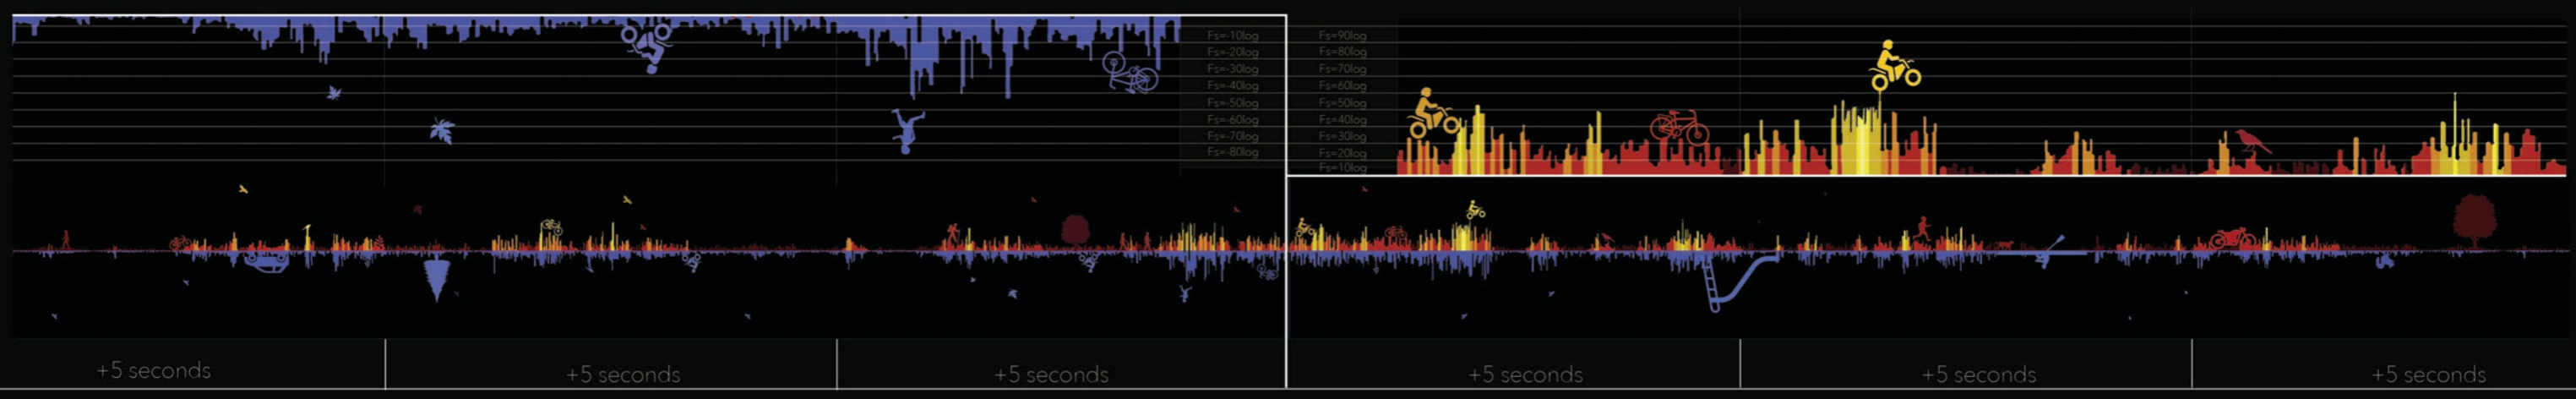 Fs=-10log
Fs=-20log
Fs=-30log
Fs=-40log
Fs=-50log
Fs=-60log
Fs=-70log
Fs=-80log
Fs=90log
Fs=80log
Fs=70log
Fs=60log
Fs=50log
Fs=40log
Fs=30log
Fs=20log
Fs=10log
+5 seconds
+5 seconds
+5 seconds
+5 seconds
+5 seconds
+5 seconds